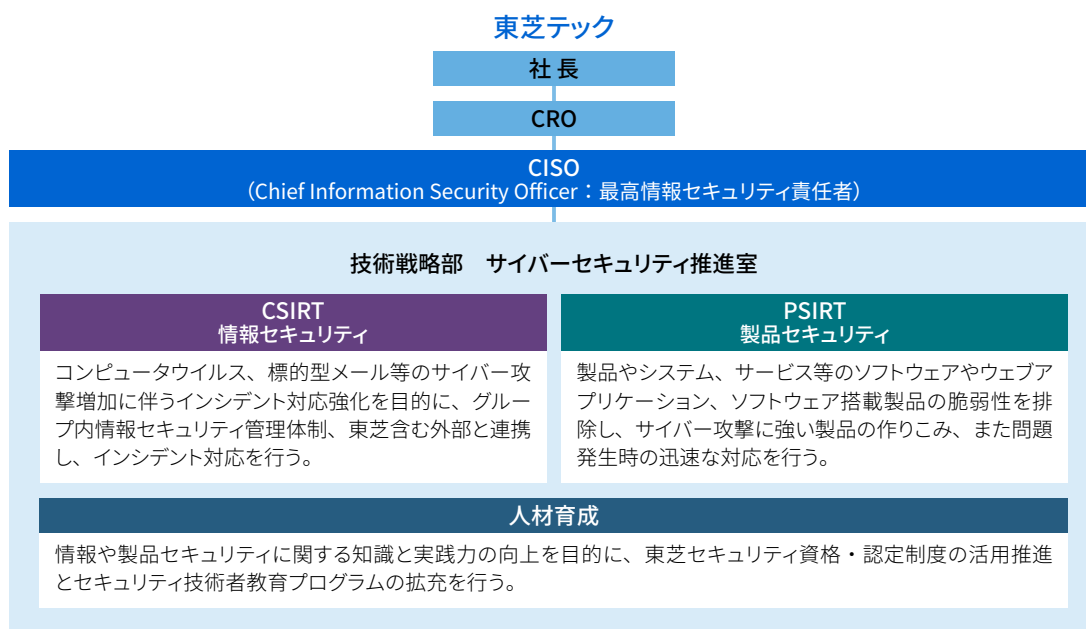 東芝テック
社 長
CRO
CISO
（Chief Information Security Officer：最高情報セキュリティ責任者）
技術戦略部　サイバーセキュリティ推進室
CSIRT
情報セキュリティ
コンピュータウイルス、標的型メール等のサイバー攻
撃増加に伴うインシデント対応強化を目的に、グルー
プ内情報セキュリティ管理体制、東芝含む外部と連携
し、インシデント対応を行う。
PSIRT
製品セキュリティ
製品やシステム、サービス等のソフトウェアやウェブア
プリケーション、ソフトウェア搭載製品の脆弱性を排
除し、サイバー攻撃に強い製品の作りこみ、また問題
発生時の迅速な対応を行う。
人材育成
情報や製品セキュリティに関する知識と実践力の向上を目的に、東芝セキュリティ資格・認定制度の活用推進
とセキュリティ技術者教育プログラムの拡充を行う。